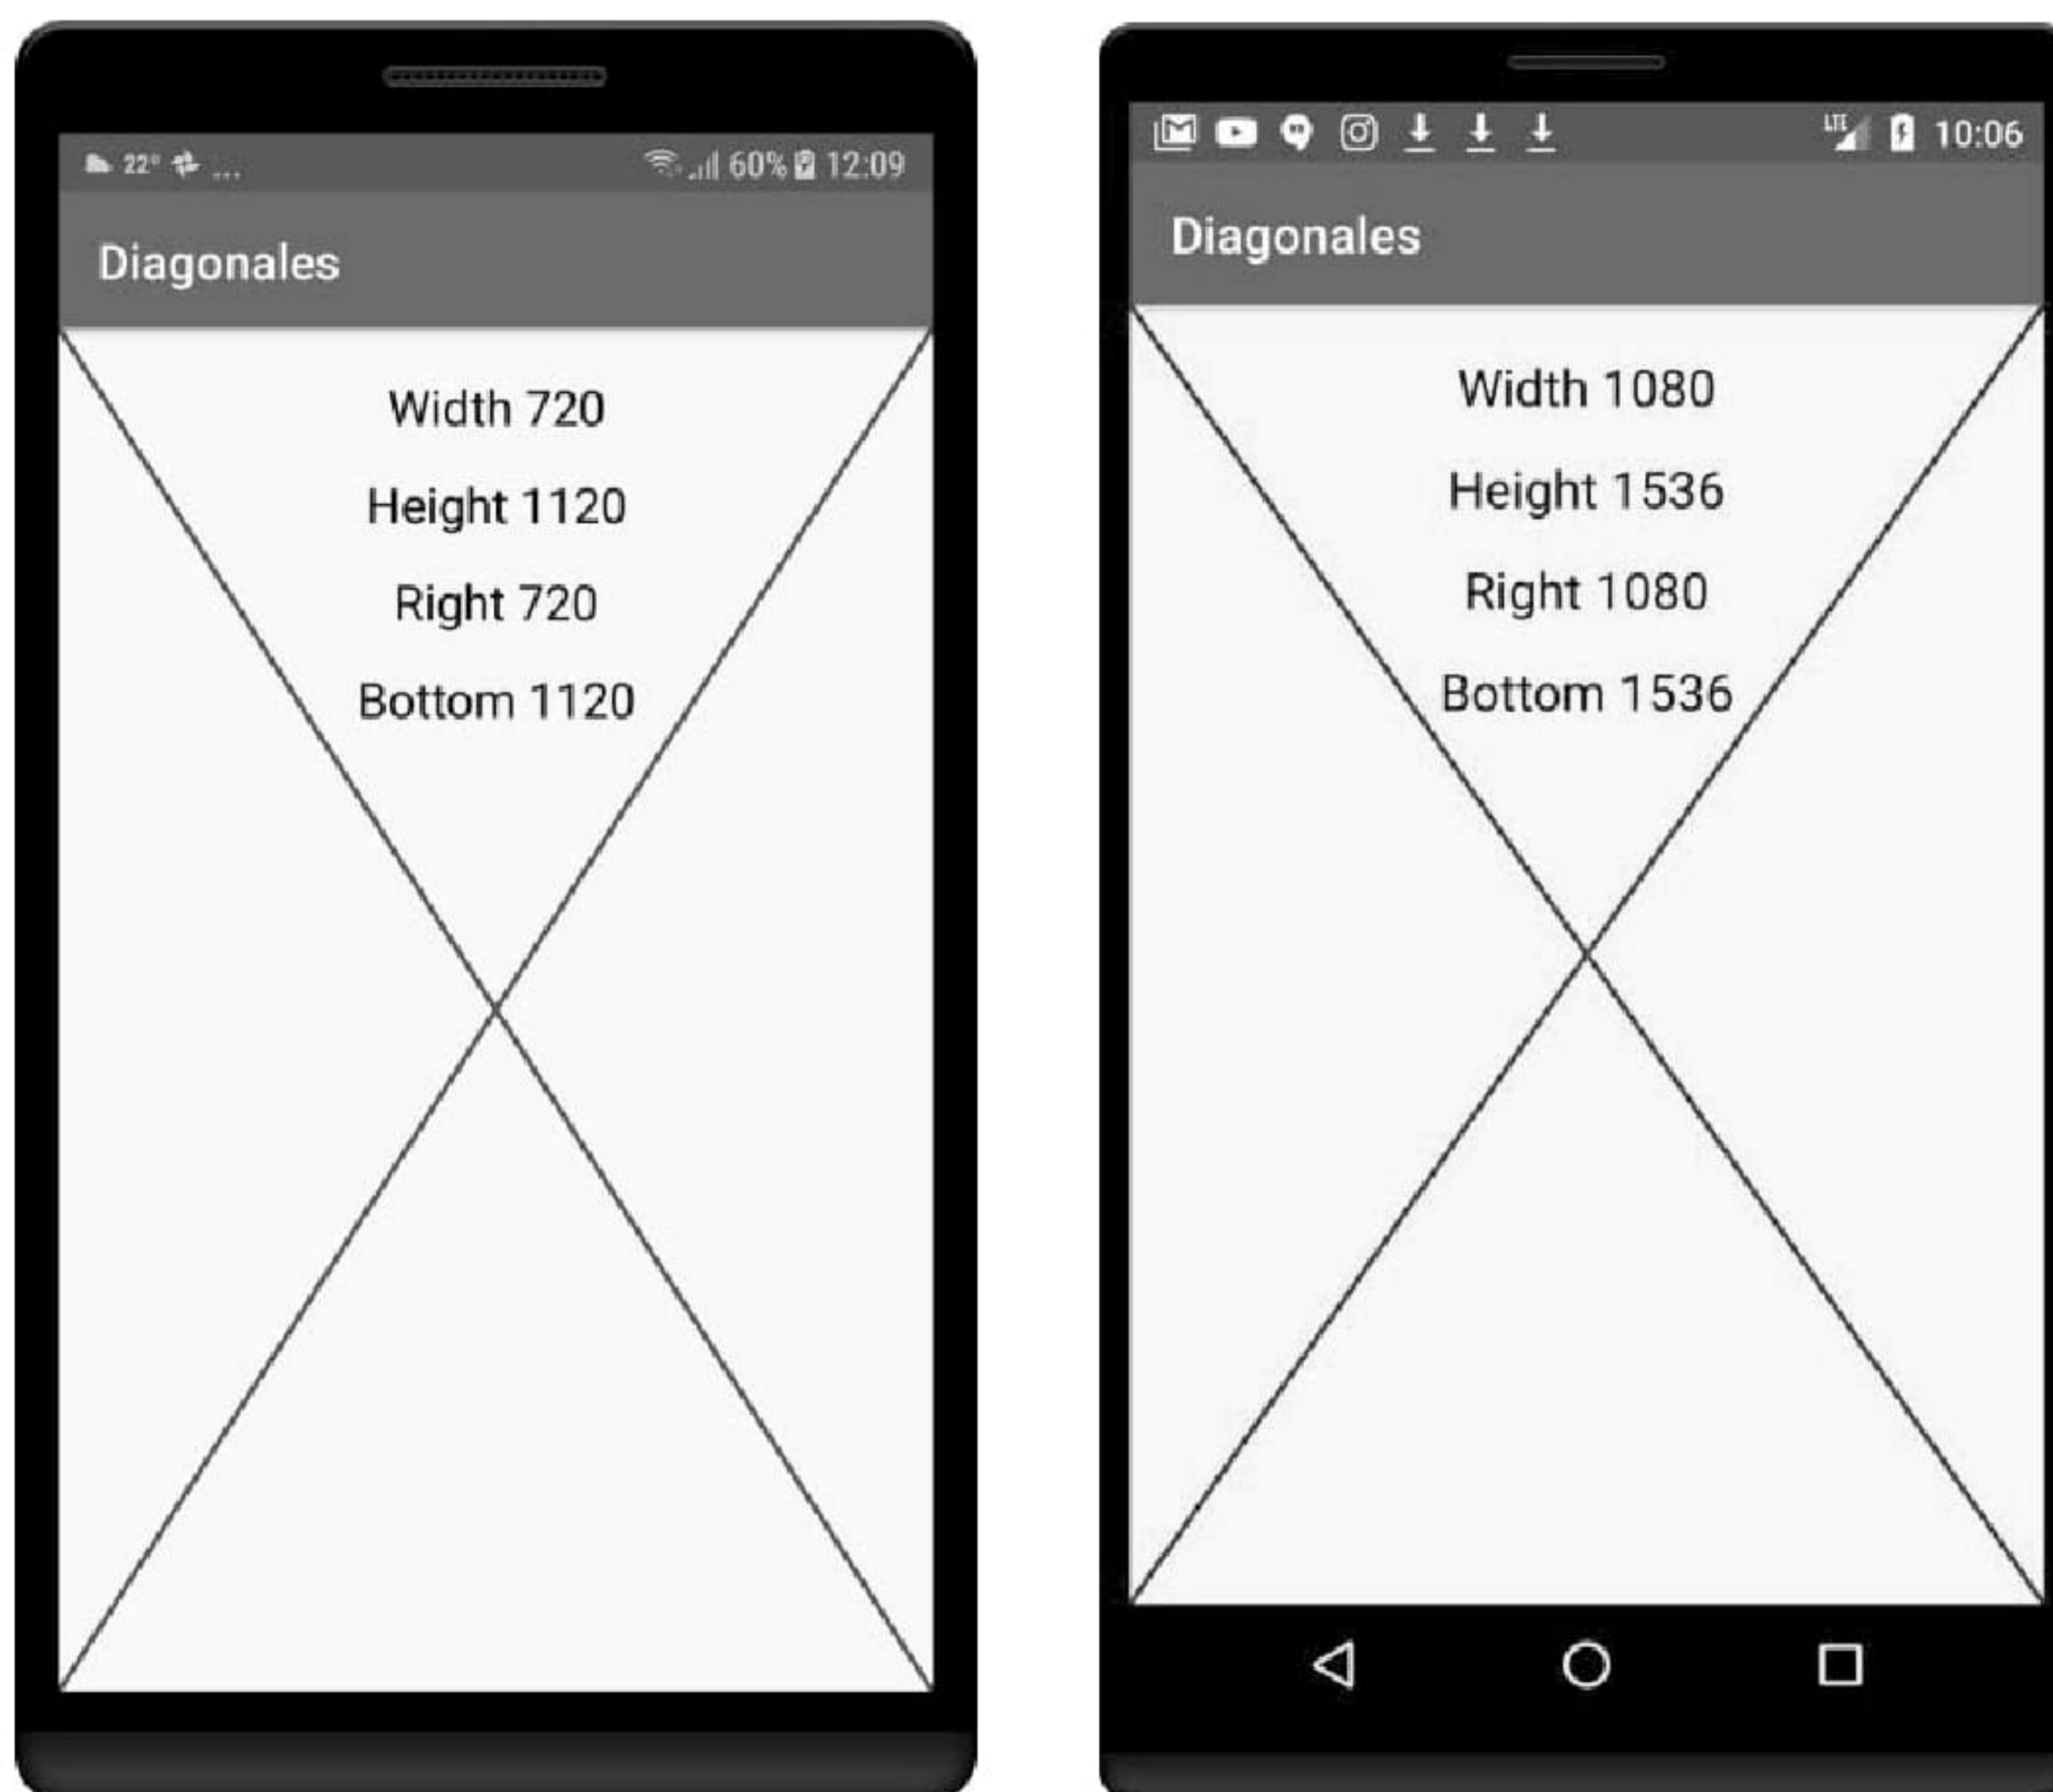 22° ... 60% 12:09
Diagonales
Width 720
Height 1120
Right 720
Bottom 1120
LTE 10:06
Diagonales
Width 1080
Height 1536
Right 1080
Bottom 1536